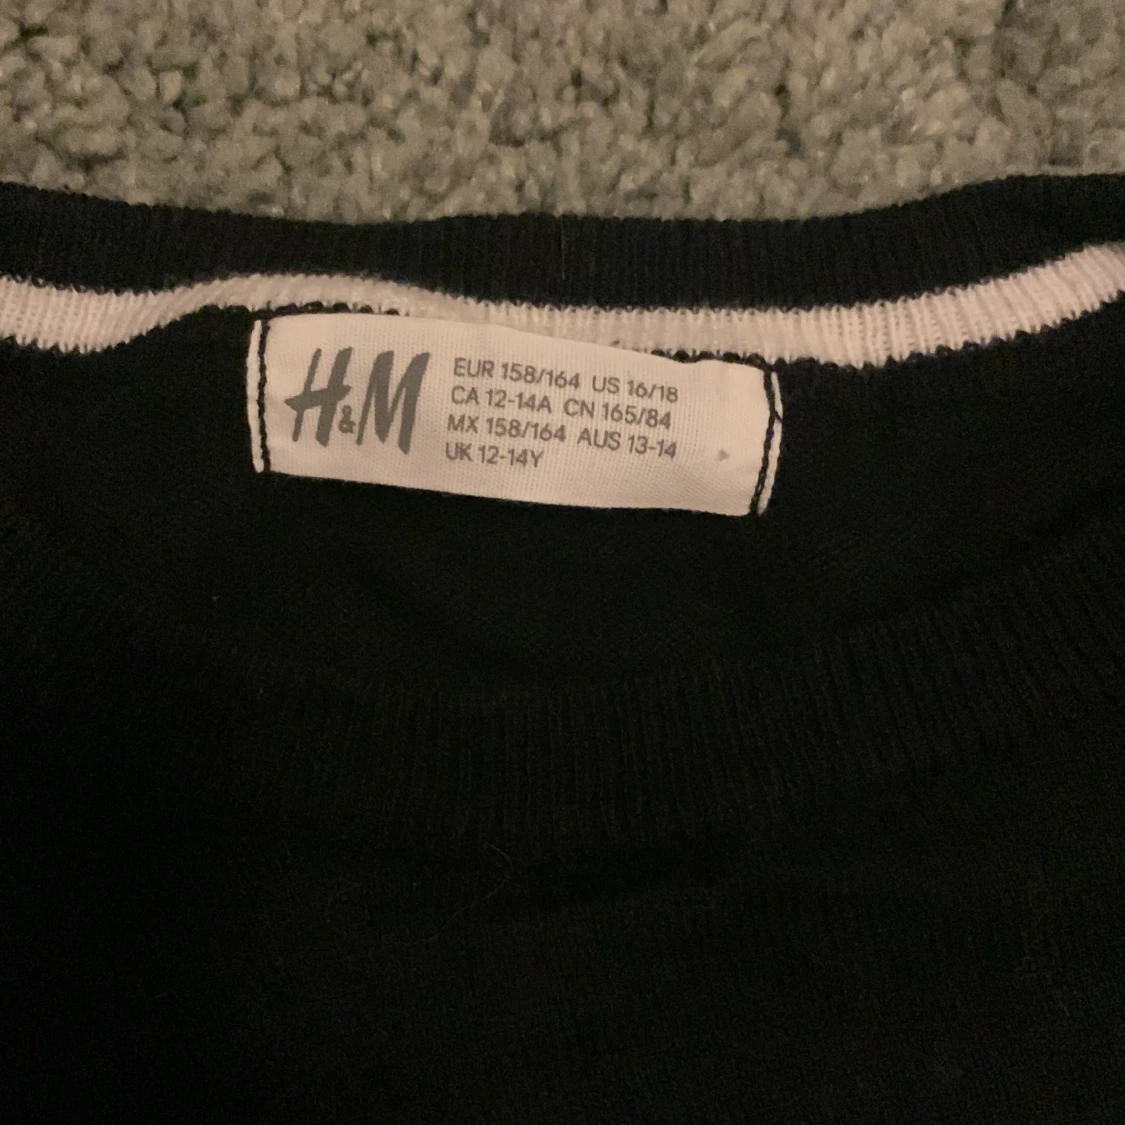 H&M
EUR 158/164 US 16/18
CA 12-14A CN 165/84
MX 158/164 AUS 13-14
UK 12-14Y